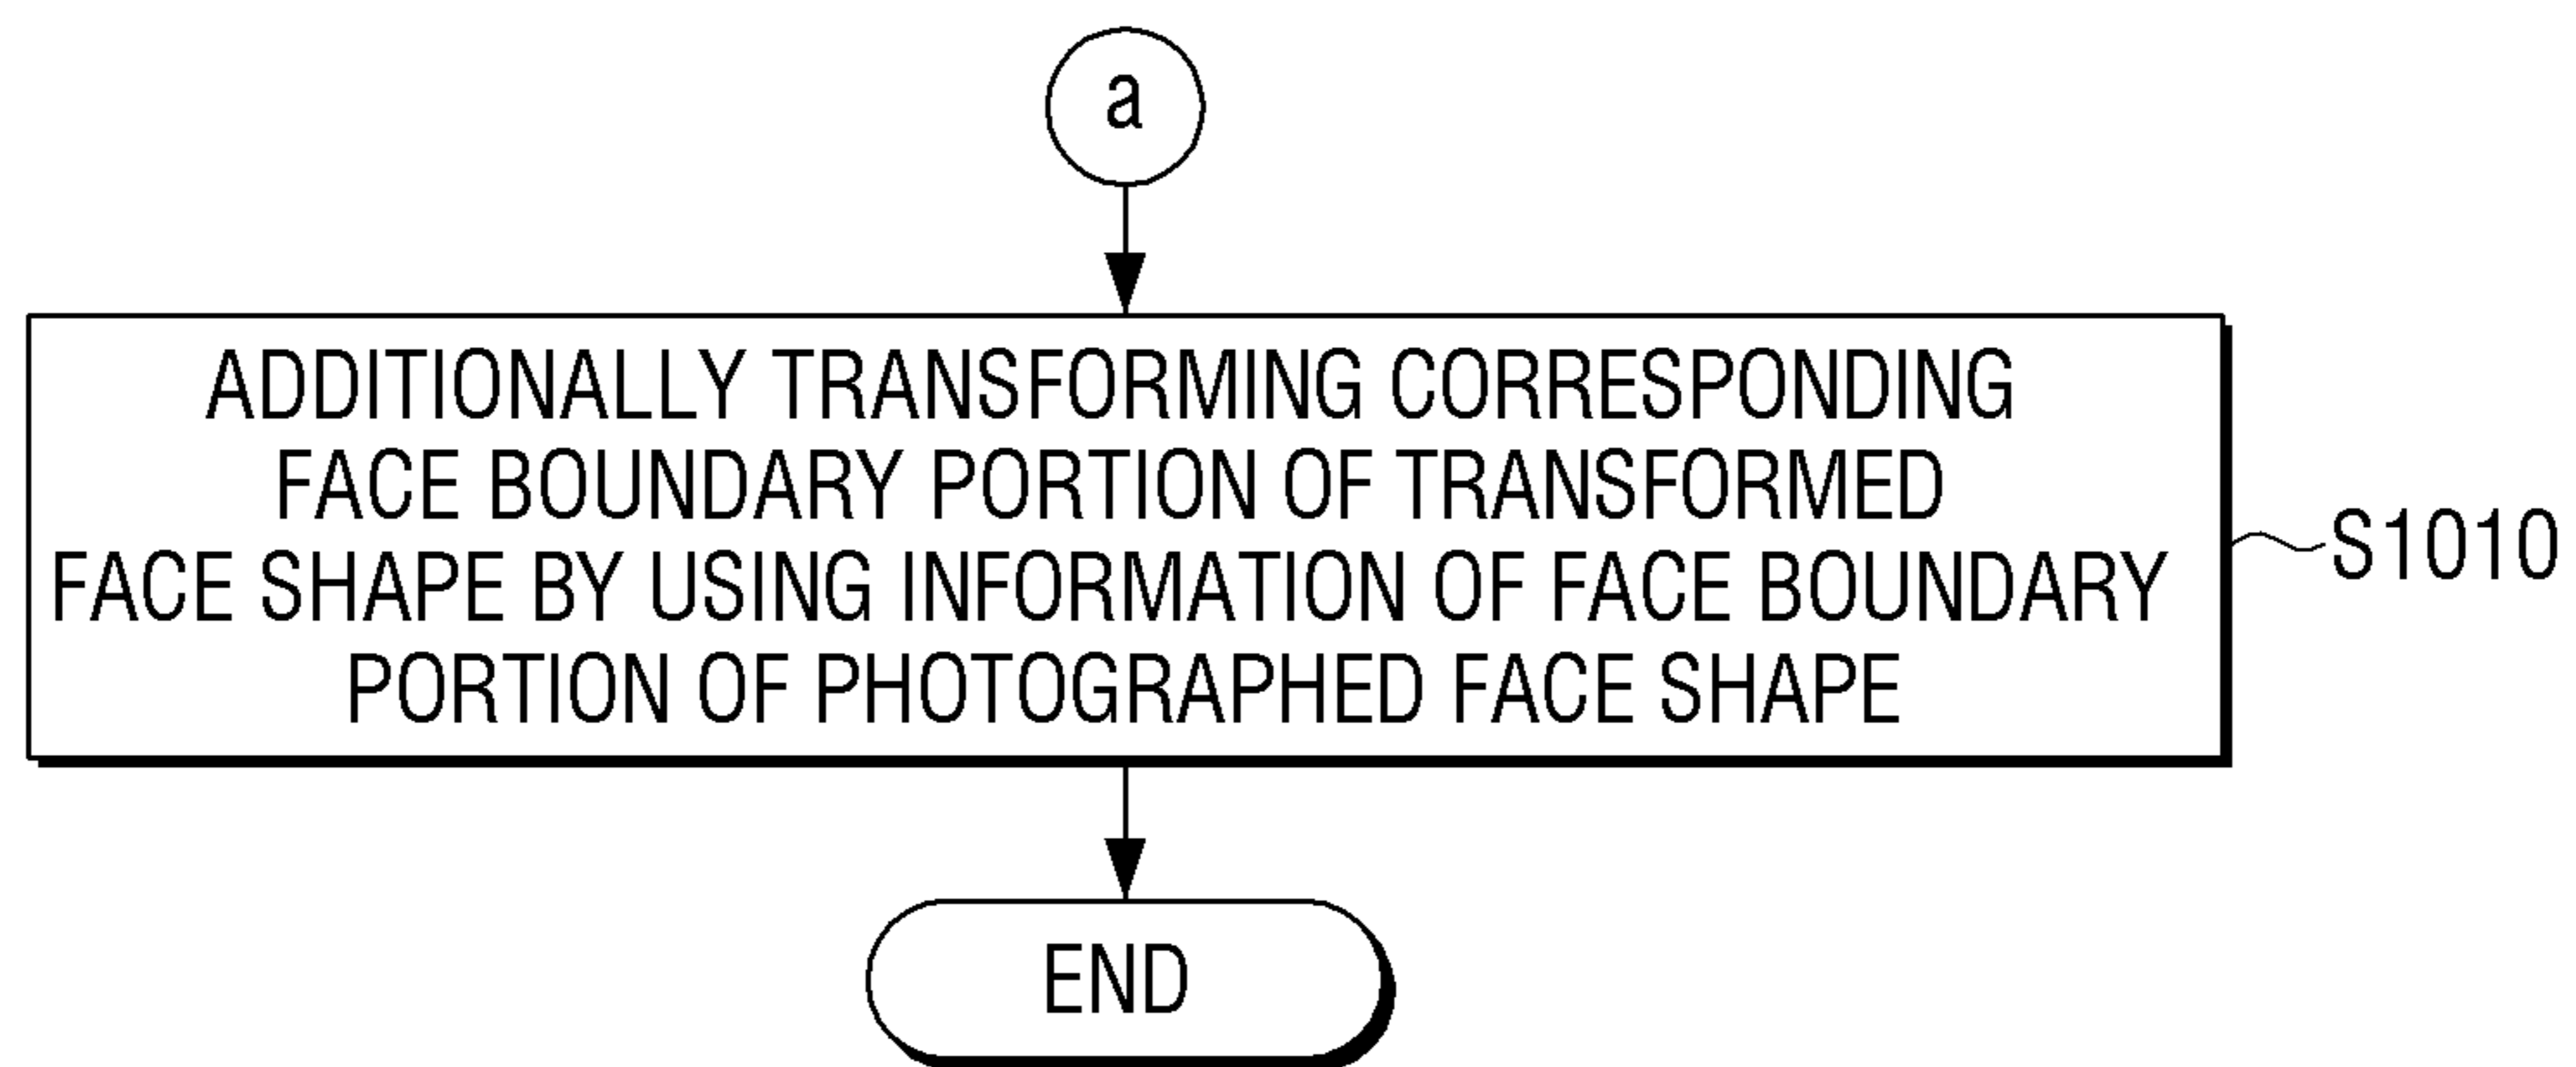 a
ADDITIONALLY TRANSFORMING CORRESPONDING
FACE BOUNDARY PORTION OF TRANSFORMED
FACE SHAPE BY USING INFORMATION OF FACE BOUNDARY
PORTION OF PHOTOGRAPHED FACE SHAPE
S1010
END